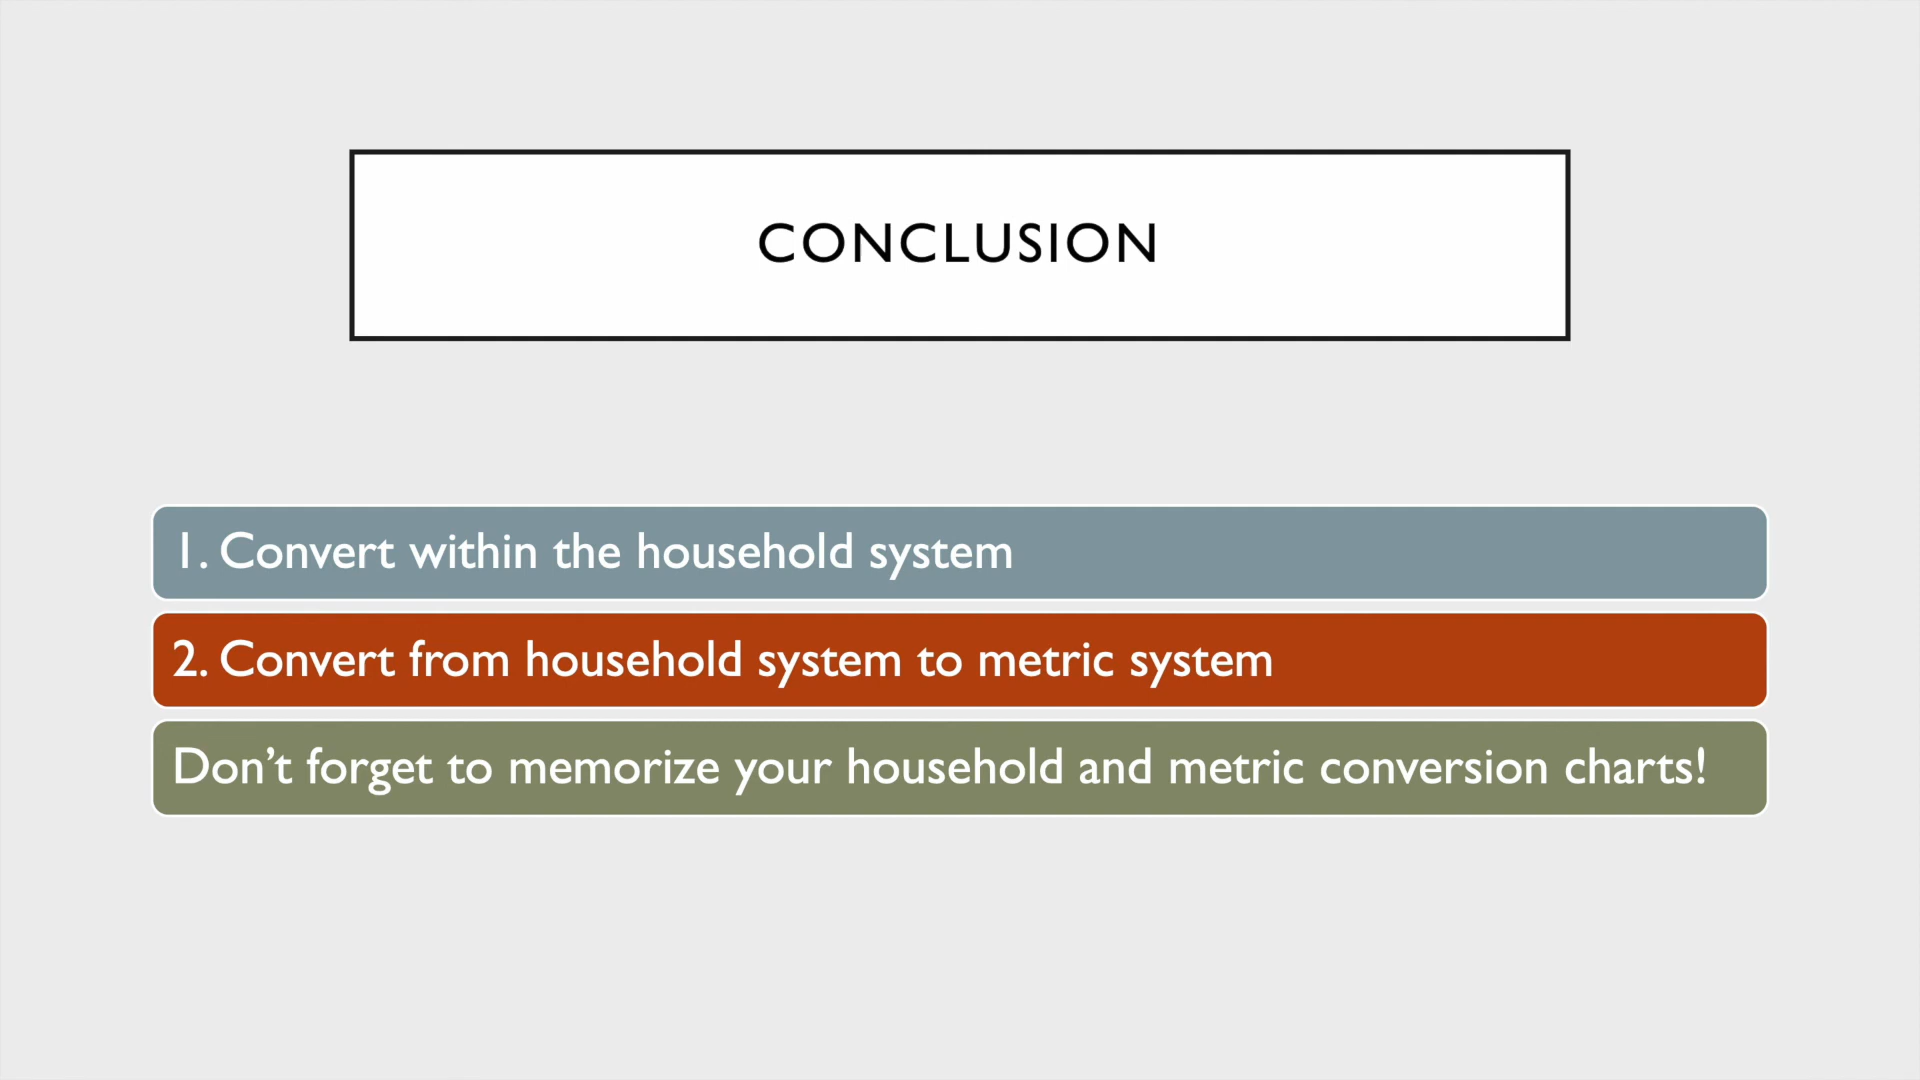 CONCLUSION
1. Convert within the household system
2. Convert from household system to metric system
Don’t forget to memorize your household and metric conversion charts!